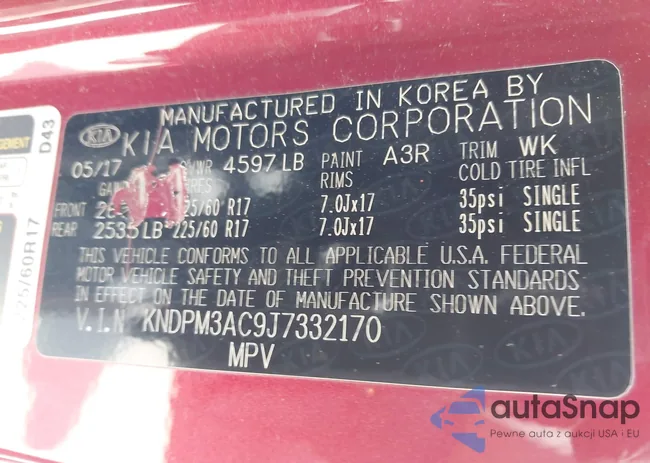 MANUFACTURED IN KOREA BY
KIA KIA MOTORS CORPORATION
05/17 4597 LB PAINT A3R TRIM WK
RIMS COLD TIRE INFL
FRONT 225/60 R17 7.0Jx17 35psi SINGLE
REAR 2535 LB 225/60 R17 7.0Jx17 35psi SINGLE
THIS VEHICLE CONFORMS TO ALL APPLICABLE U.S.A. FEDERAL
MOTOR VEHICLE SAFETY AND THEFT PREVENTION STANDARDS
IN EFFECT ON THE DATE OF MANUFACTURE SHOWN ABOVE.
V.I.N KNDPM3AC9J7332170
MPV
D43
225/60R17
autaSnap
Pewne auta z aukcji USA i EU